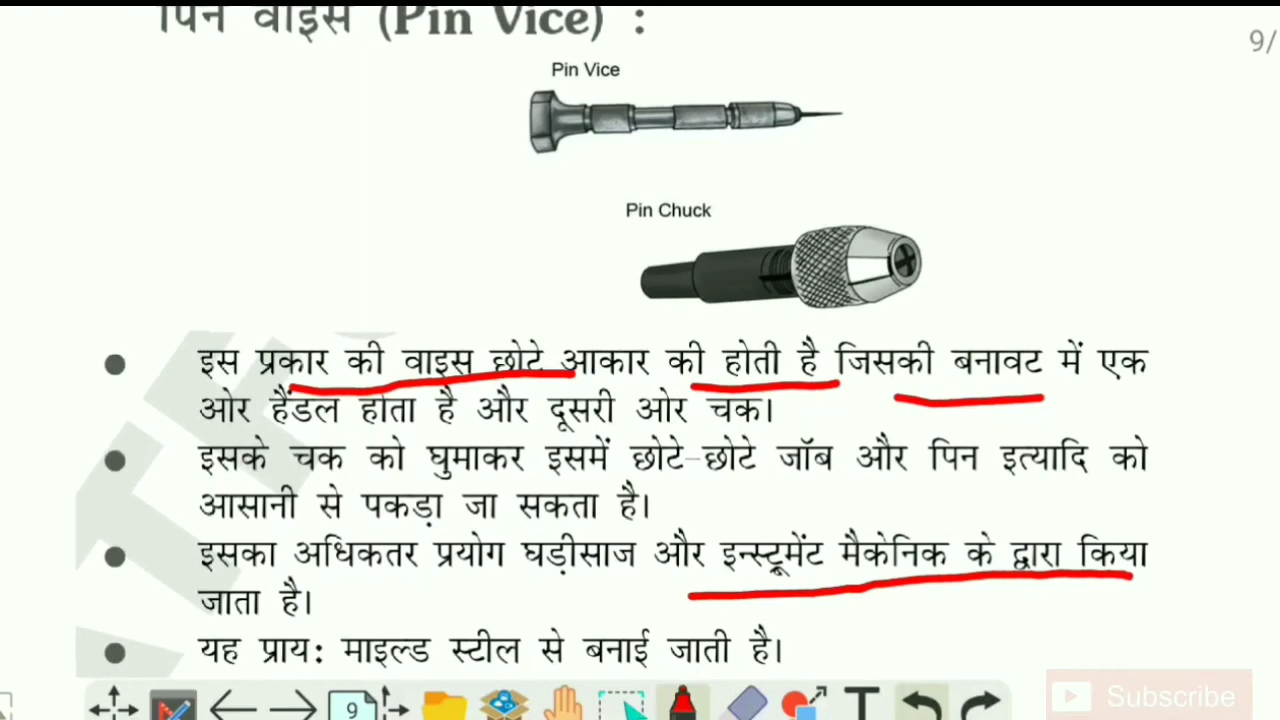 पिन वाइस (Pin Vice) :
9/
Pin Vice
Pin Chuck
इस प्रकार की वाइस छोटे आकार की होती है जिसकी बनावट में एक
ओर हैंडल होता है और दूसरी ओर चक।
इसके चक को घुमाकर इसमें छोटे-छोटे जॉब और पिन इत्यादि को
आसानी से पकड़ा जा सकता है।
इसका अधिकतर प्रयोग घड़ीसाज और इन्स्ट्रूमेंट मैकेनिक के द्वारा किया
जाता है।
यह प्राय: माइल्ड स्टील से बनाई जाती है।
9
T
Subscribe